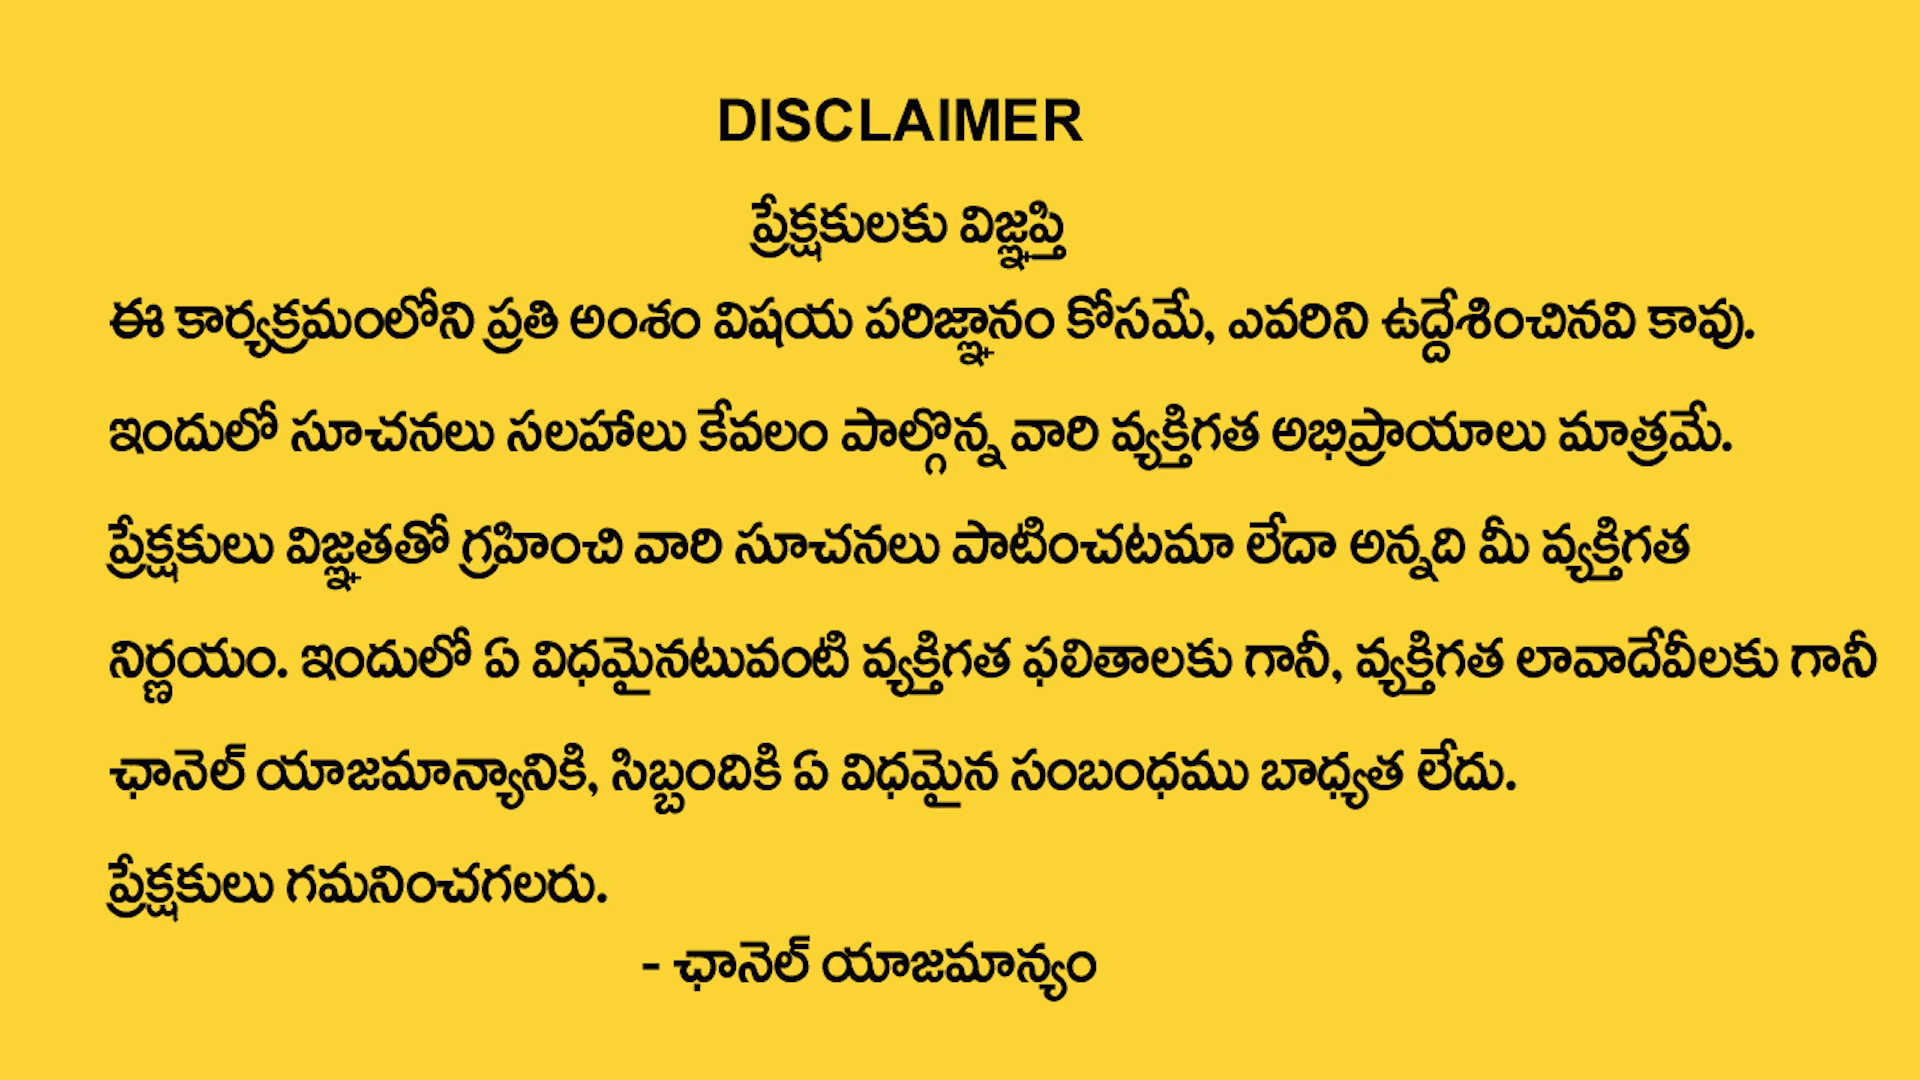 DISCLAIMER
ప్రేక్షకులకు విజ్ఞప్తి
ఈ కార్యక్రమంలోని ప్రతి అంశం విషయ పరిజ్ఞానం కోసమే, ఎవరిని ఉద్దేశించినవి కావు.
ఇందులో సూచనలు సలహాలు కేవలం పాల్గొన్న వారి వ్యక్తిగత అభిప్రాయాలు మాత్రమే.
ప్రేక్షకులు విజ్ఞతతో గ్రహించి వారి సూచనలు పాటించటమా లేదా అన్నది మీ వ్యక్తిగత
నిర్ణయం. ఇందులో ఏ విధమైనటువంటి వ్యక్తిగత ఫలితాలకు గానీ, వ్యక్తిగత లావాదేవీలకు గానీ
ఛానెల్ యాజమాన్యానికి, సిబ్బందికి ఏ విధమైన సంబంధము బాధ్యత లేదు.
ప్రేక్షకులు గమనించగలరు.
- ఛానెల్ యాజమాన్యం